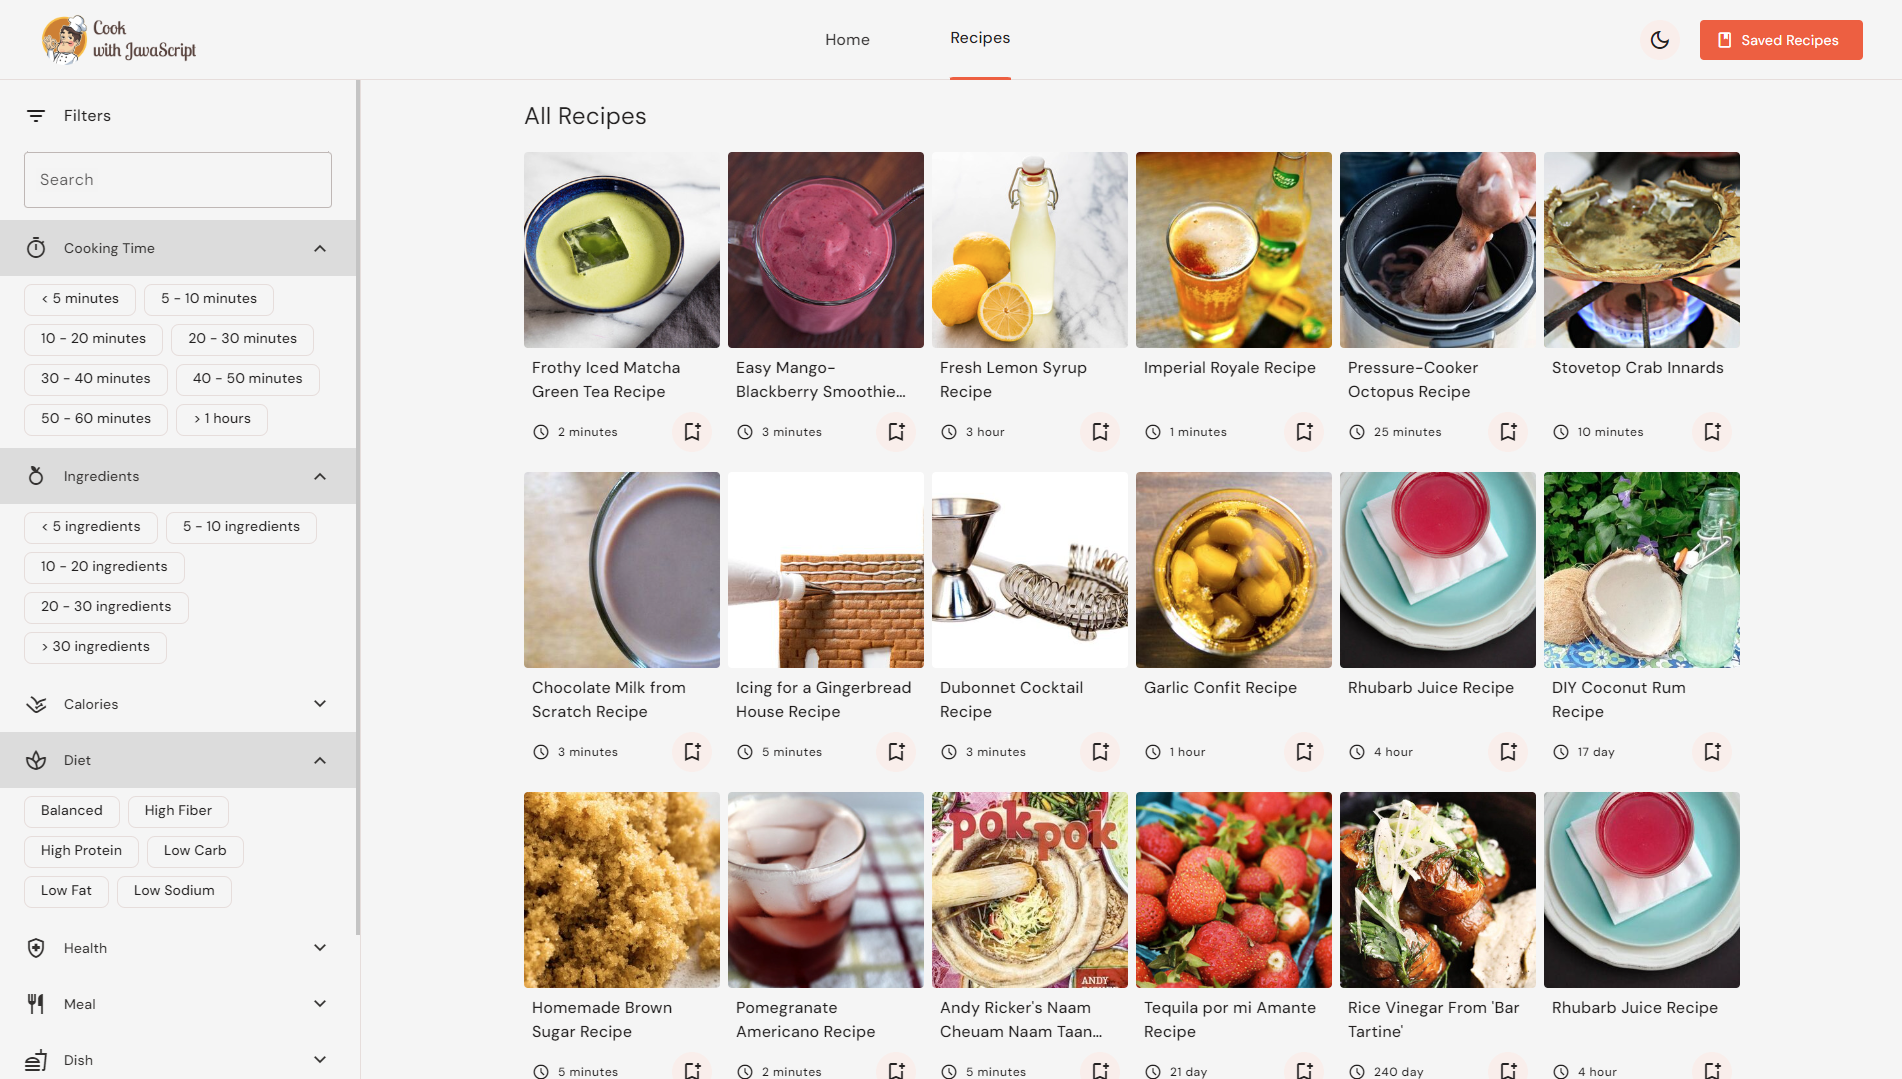 Cook
with JavaScript
Home
Recipes
Saved Recipes
Filters
Search
Cooking Time
< 5 minutes
5 - 10 minutes
10 - 20 minutes
20 - 30 minutes
30 - 40 minutes
40 - 50 minutes
50 - 60 minutes
> 1 hours
Ingredients
< 5 ingredients
5 - 10 ingredients
10 - 20 ingredients
20 - 30 ingredients
> 30 ingredients
Calories
Diet
Balanced
High Fiber
High Protein
Low Carb
Low Fat
Low Sodium
Health
Meal
Dish
All Recipes
Frothy Iced Matcha
Green Tea Recipe
2 minutes
Easy Mango-
Blackberry Smoothie...
3 minutes
Fresh Lemon Syrup
Recipe
3 hour
Imperial Royale Recipe
1 minutes
Pressure-Cooker
Octopus Recipe
25 minutes
Stovetop Crab Innards
10 minutes
Chocolate Milk from
Scratch Recipe
3 minutes
Icing for a Gingerbread
House Recipe
5 minutes
Dubonnet Cocktail
Recipe
3 minutes
Garlic Confit Recipe
1 hour
Rhubarb Juice Recipe
4 hour
DIY Coconut Rum
Recipe
17 day
Homemade Brown
Sugar Recipe
5 minutes
Pomegranate
Americano Recipe
2 minutes
pok pok
ANDY
Andy Ricker's Naam
Cheuam Naam Taan...
5 minutes
Tequila por mi Amante
Recipe
21 day
Rice Vinegar From 'Bar
Tartine'
240 day
Rhubarb Juice Recipe
4 hour